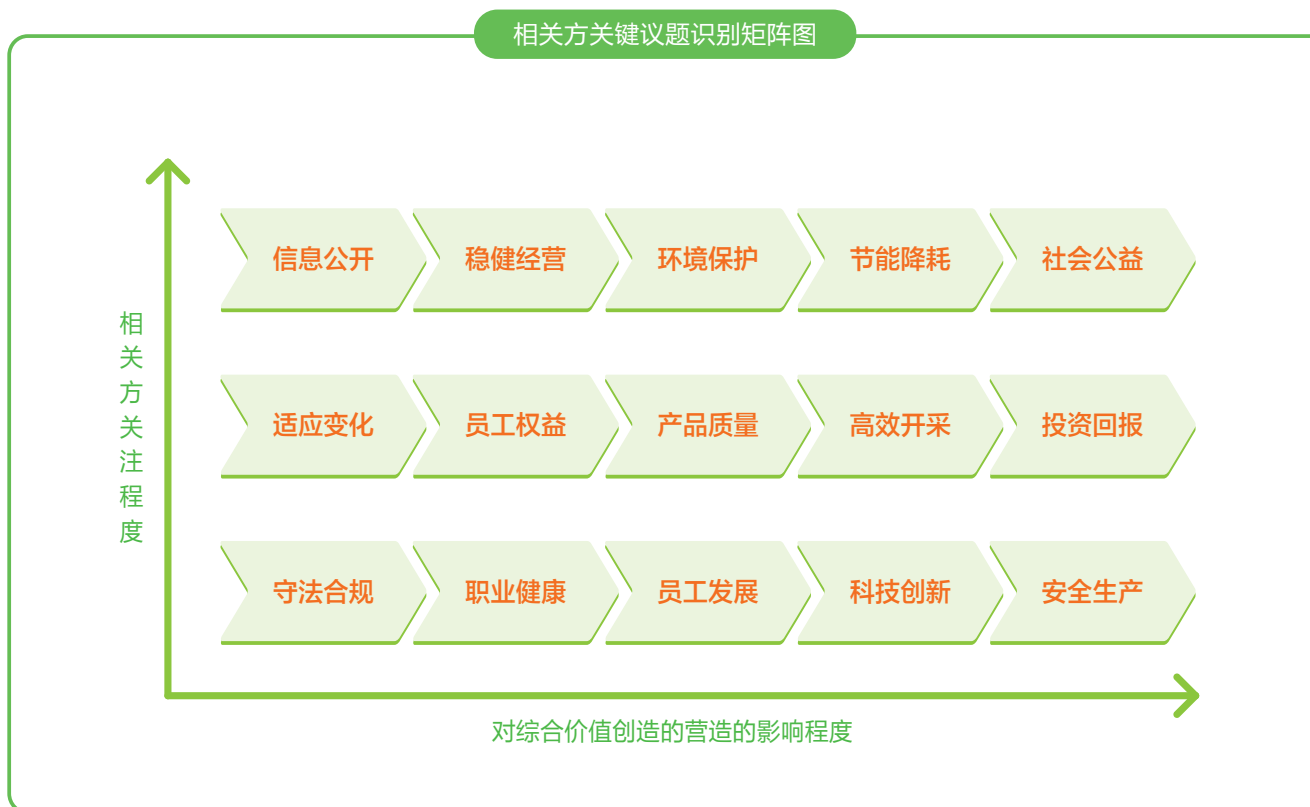 相关方关键议题识别矩阵图
信息公开 稳健经营 环境保护 节能降耗 社会公益
相关方关注程度
适应变化 员工权益 产品质量 高效开采 投资回报
守法合规 职业健康 员工发展 科技创新 安全生产
对综合价值创造的营造的影响程度